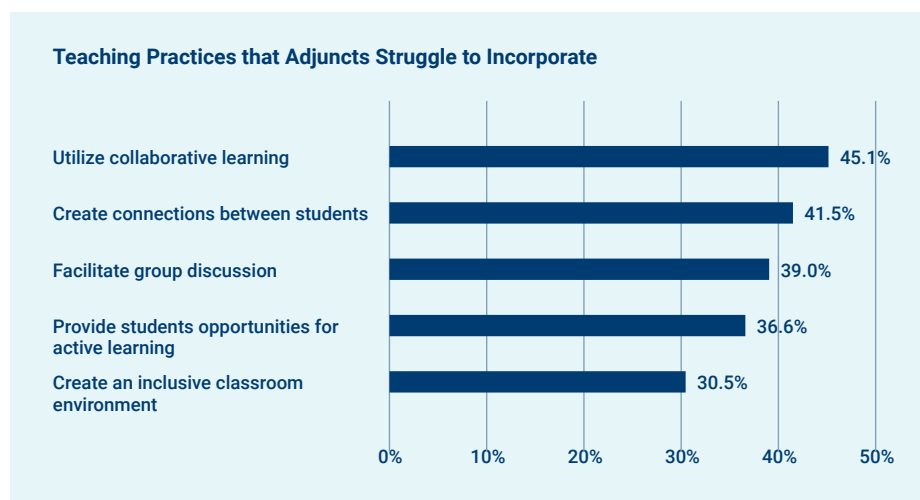 Teaching Practices that Adjuncts Struggle to Incorporate
Utilize collaborative learning
45.1%
Create connections between students
41.5%
Facilitate group discussion
39.0%
Provide students opportunities for
active learning
36.6%
Create an inclusive classroom
environment
30.5%
0% 10% 20% 30% 40% 50%